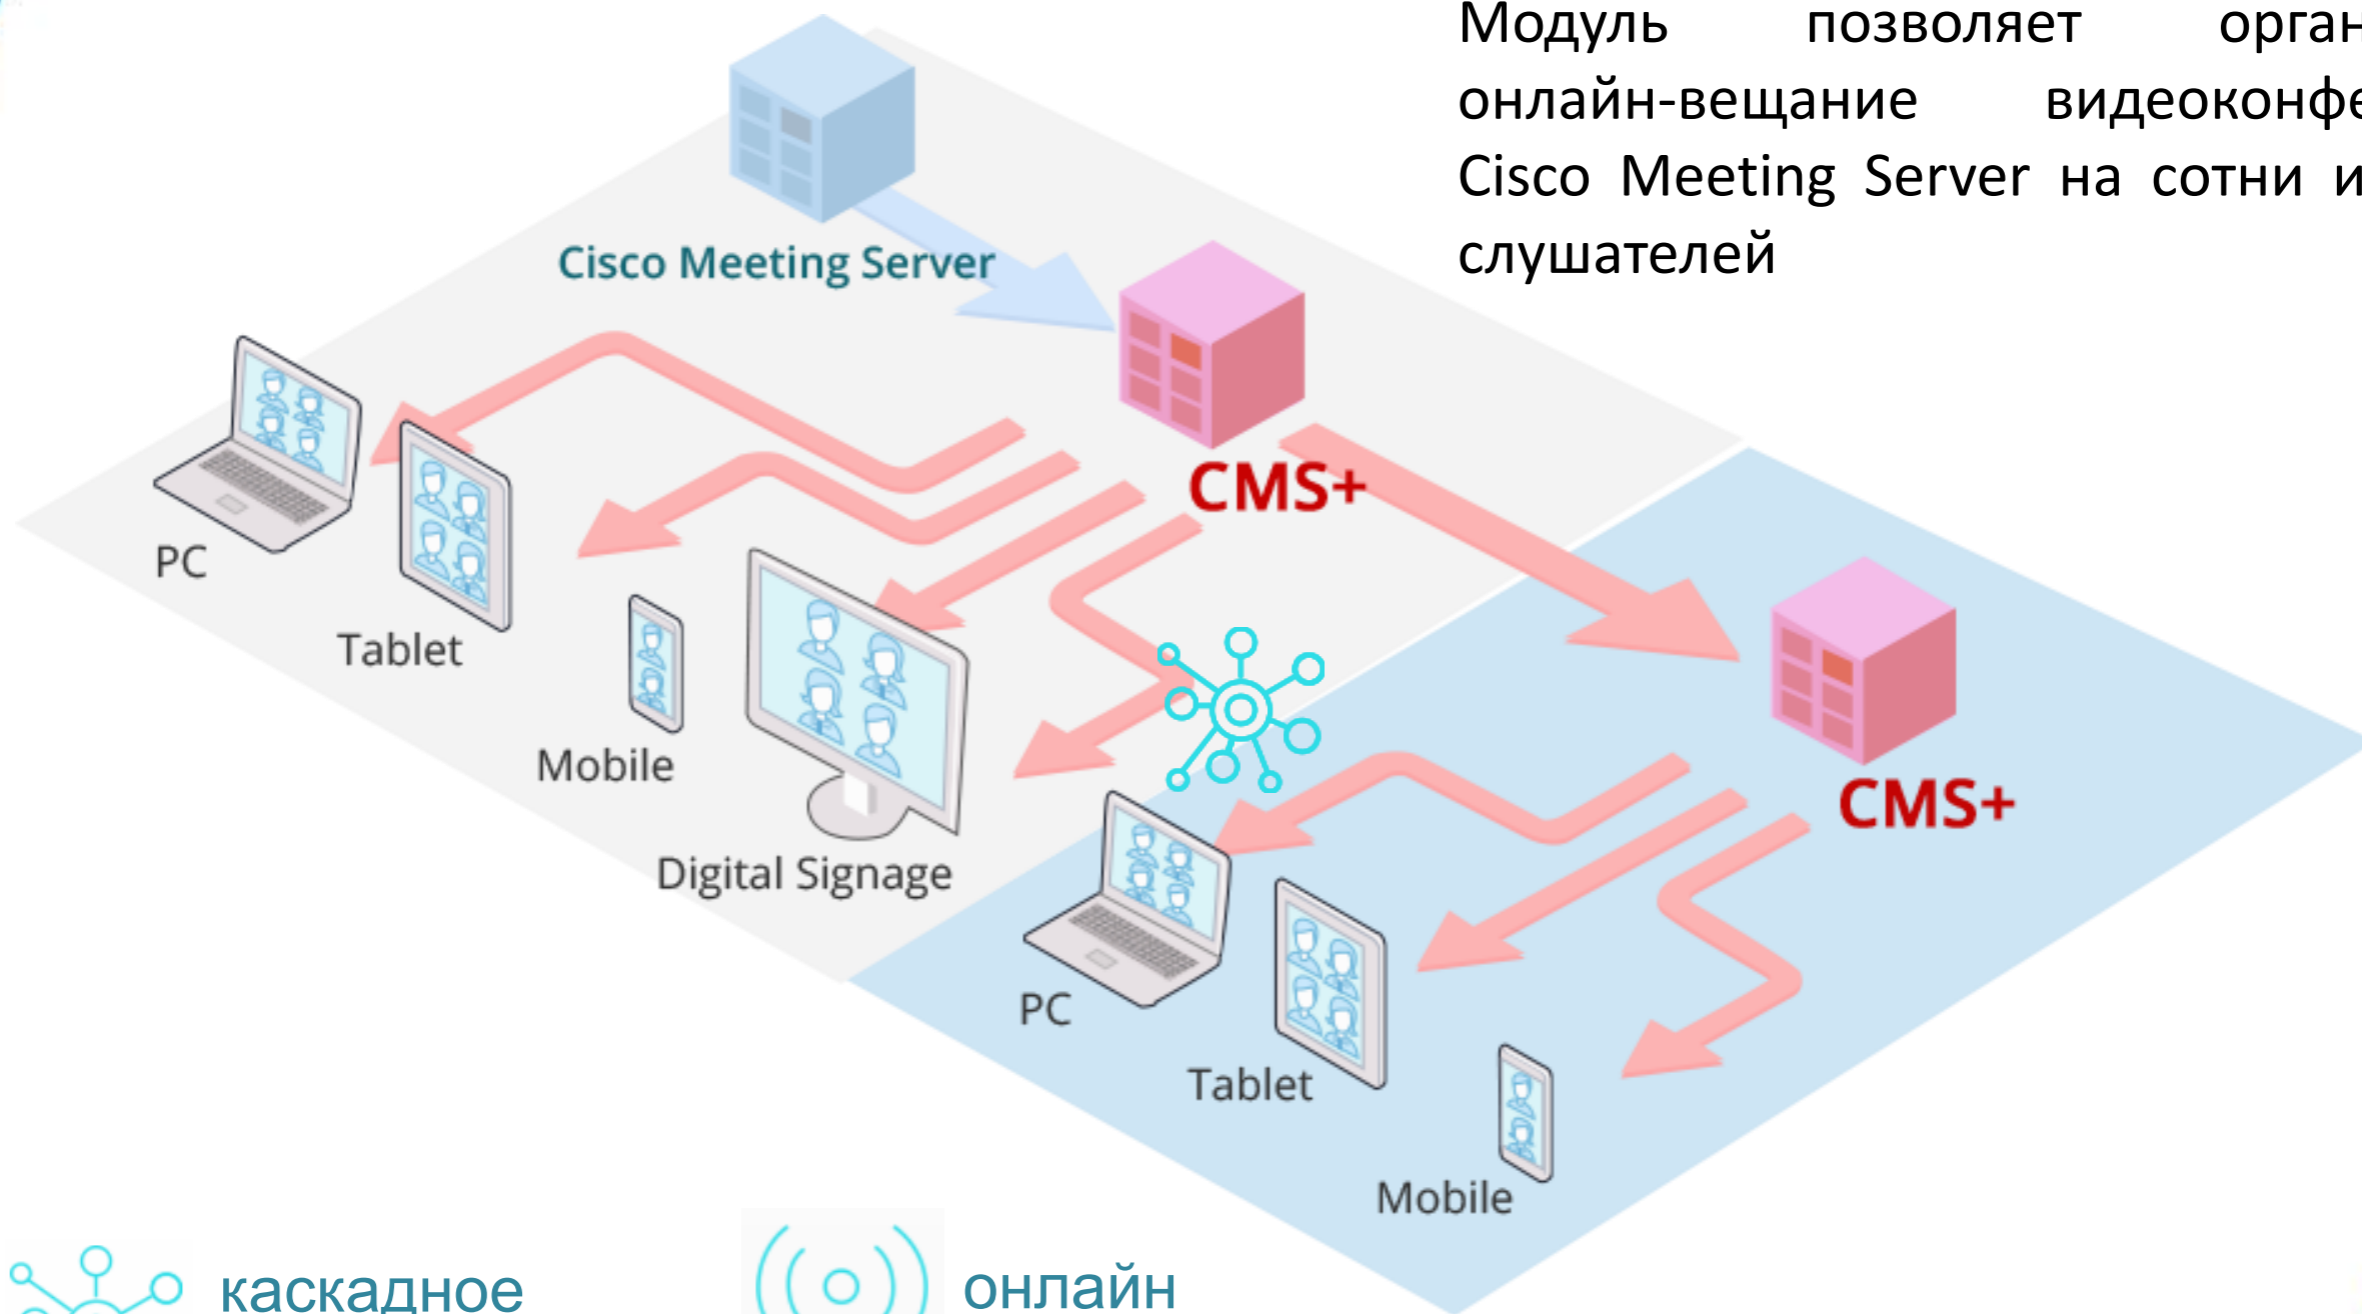 Модуль позволяет орган
онлайн-вещание видеоконфе
Cisco Meeting Server на сотни и
слушателей
Cisco Meeting Server
CMS+
PC
Tablet
Mobile
Digital Signage
CMS+
PC
Tablet
Mobile
каскадное
онлайн